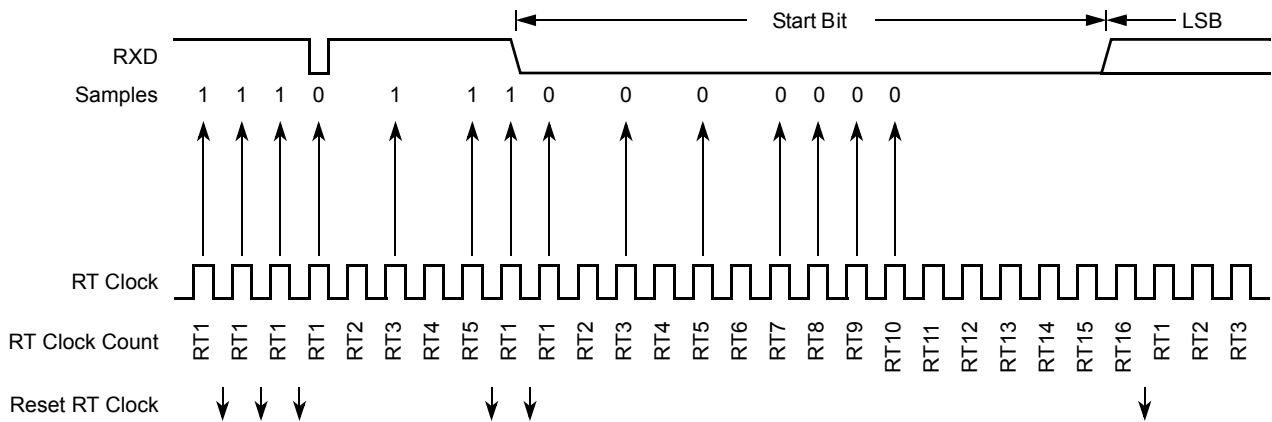 Start Bit LSB
RXD
Samples 1 1 1 0 1 1 1 0 0 0 0 0 0 0
RT Clock
RT Clock Count RT1 RT1 RT1 RT1 RT2 RT3 RT4 RT5 RT1 RT1 RT2 RT3 RT4 RT5 RT6 RT7 RT8 RT9 RT10 RT11 RT12 RT13 RT14 RT15 RT16 RT1 RT2 RT3
Reset RT Clock